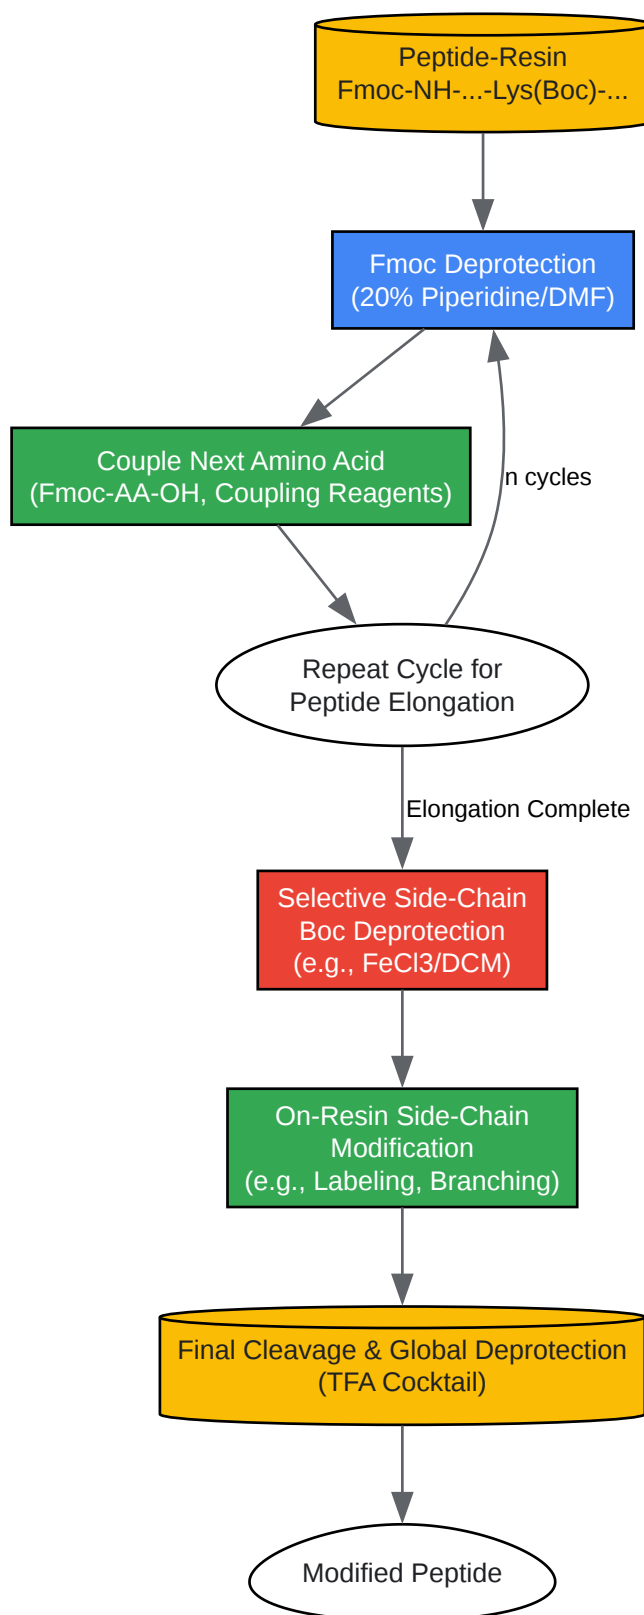 Peptide-Resin
Fmoc-NH-...-Lys(Boc)-...
Fmoc Deprotection
(20% Piperidine/DMF)
Couple Next Amino Acid
(Fmoc-AA-OH, Coupling Reagents)
n cycles
Repeat Cycle for
Peptide Elongation
Elongation Complete
Selective Side-Chain
Boc Deprotection
(e.g., FeCl3/DCM)
On-Resin Side-Chain
Modification
(e.g., Labeling, Branching)
Final Cleavage & Global Deprotection
(TFA Cocktail)
Modified Peptide